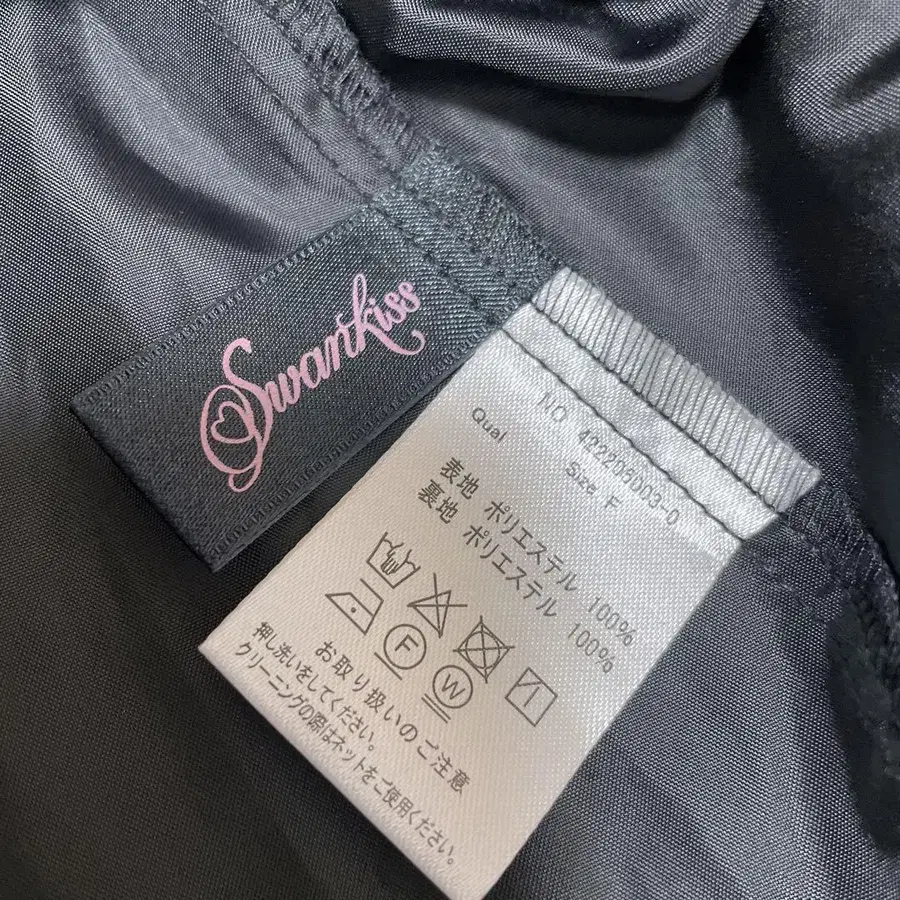 Swankiss
NO 422206003-0
Qual Size F
表地 ポリエステル 100%
裏地 ポリエステル 100%
F
W
お取り扱いのご注意
押し洗いをしてください。
クリーニングの際はネットをご使用ください。